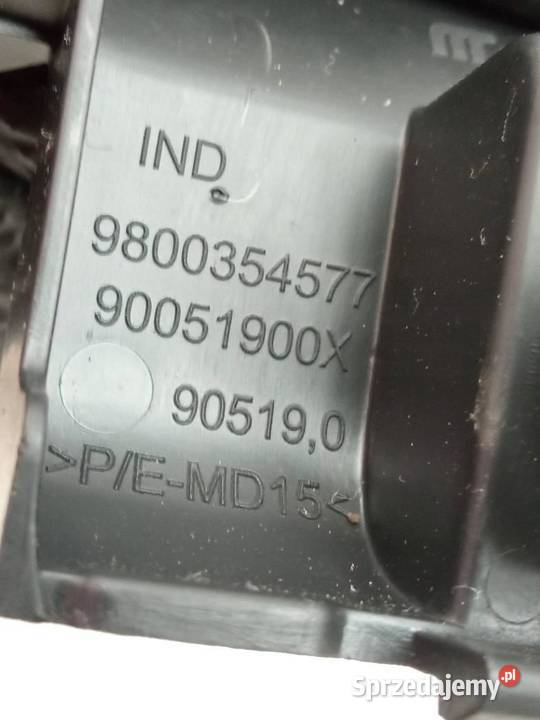 IND
9800354577
90051900X
90519,0
>P/E-MD15<
Sprzedajemy.pl